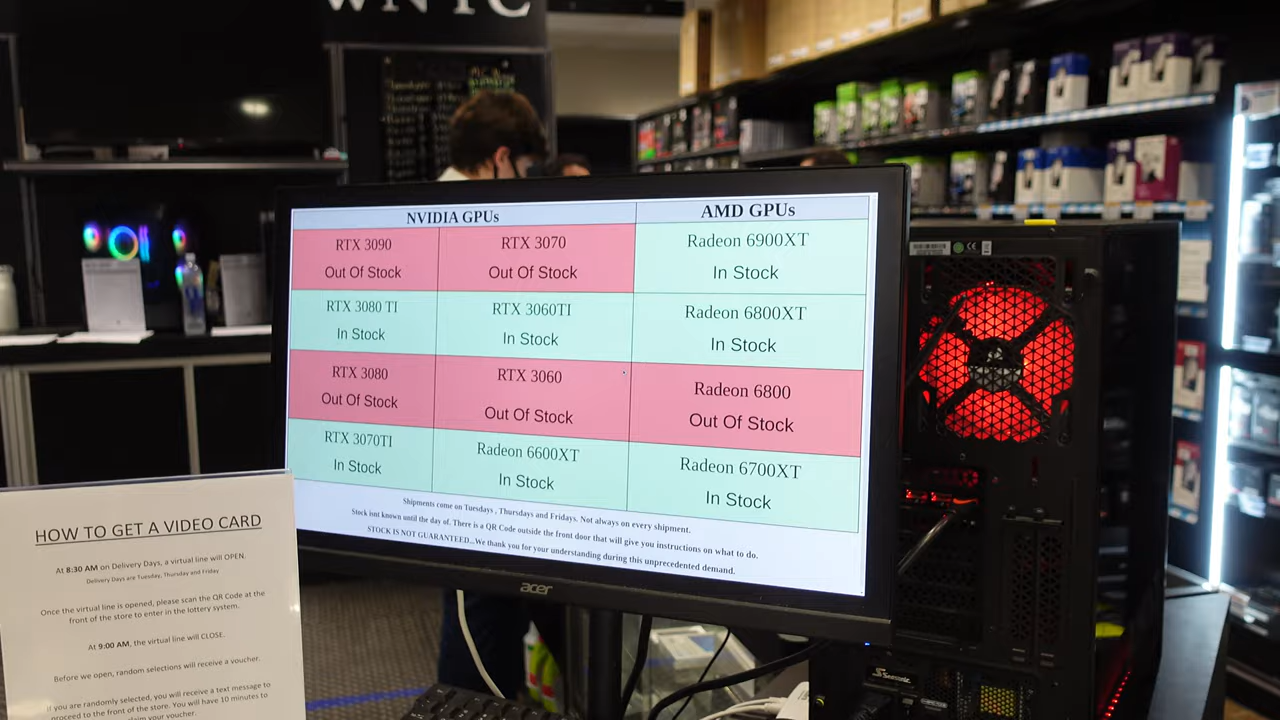 WNYC
NVIDIA GPUs
AMD GPUs
RTX 3090
Out Of Stock
RTX 3070
Out Of Stock
Radeon 6900XT
In Stock
RTX 3080 TI
In Stock
RTX 3060TI
In Stock
Radeon 6800XT
In Stock
RTX 3080
Out Of Stock
RTX 3060
Out Of Stock
Radeon 6800
Out Of Stock
RTX 3070TI
In Stock
Radeon 6600XT
In Stock
Radeon 6700XT
In Stock
Shipments come on Tuesdays , Thursdays and Fridays. Not always on every shipment.
Stock isnt known until the day of. There is a QR Code outside the front door that will give you instructions on what to do.
STOCK IS NOT GUARANTEED...We thank you for your understanding during this unprecedented demand.
acer
Seasonic
HOW TO GET A VIDEO CARD
At 8:30 AM on Delivery Days, a virtual line will OPEN.
Delivery Days are Tuesday, Thursday and Friday
Once the virtual line is opened, please scan the QR Code at the
front of the store to enter in the lottery system.
At 9:00 AM, the virtual line will CLOSE.
Before we open, random selections will receive a voucher.
If you are randomly selected, you will receive a text message to
proceed to the front of the store. You will have 10 minutes to
claim your voucher.